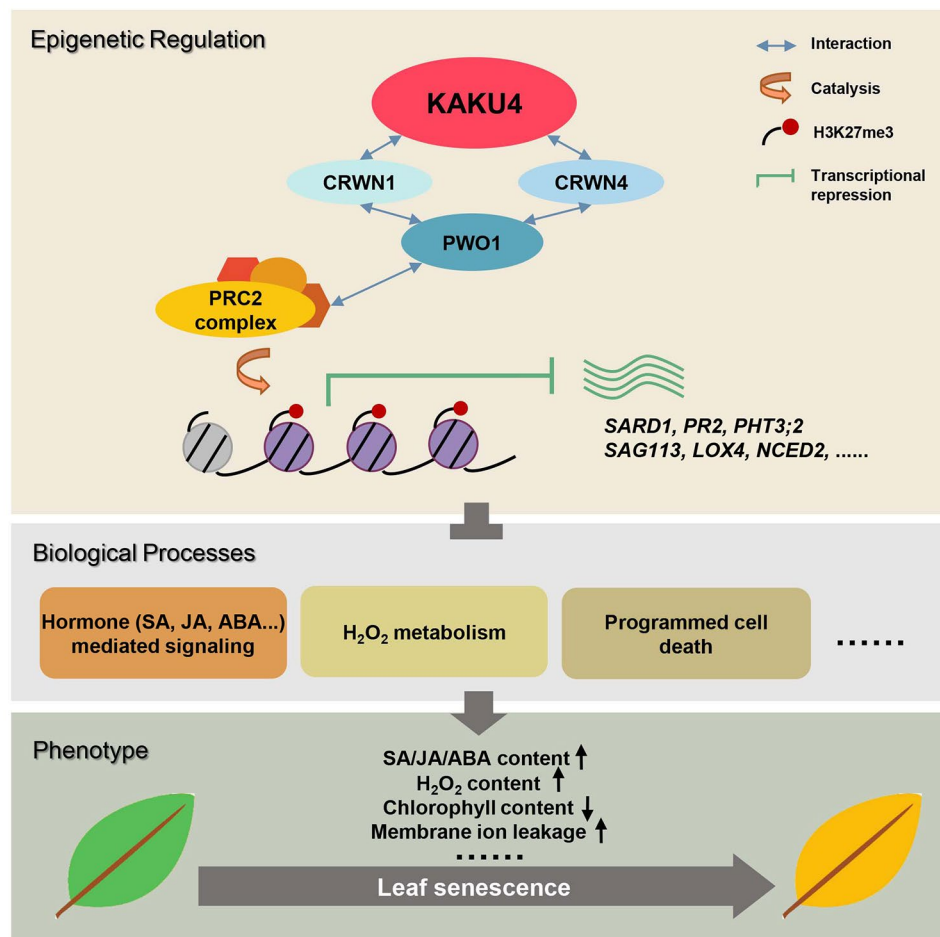 Epigenetic Regulation
Interaction
Catalysis
H3K27me3
Transcriptional
repression
KAKU4
CRWN1
CRWN4
PWO1
PRC2
complex
SARD1, PR2, PHT3;2
SAG113, LOX4, NCED2, ......
Biological Processes
Hormone (SA, JA, ABA...)
mediated signaling
H₂O₂ metabolism
Programmed cell
death
......
Phenotype
SA/JA/ABA content ↑
H₂O₂ content ↑
Chlorophyll content ↓
Membrane ion leakage ↑
......
Leaf senescence